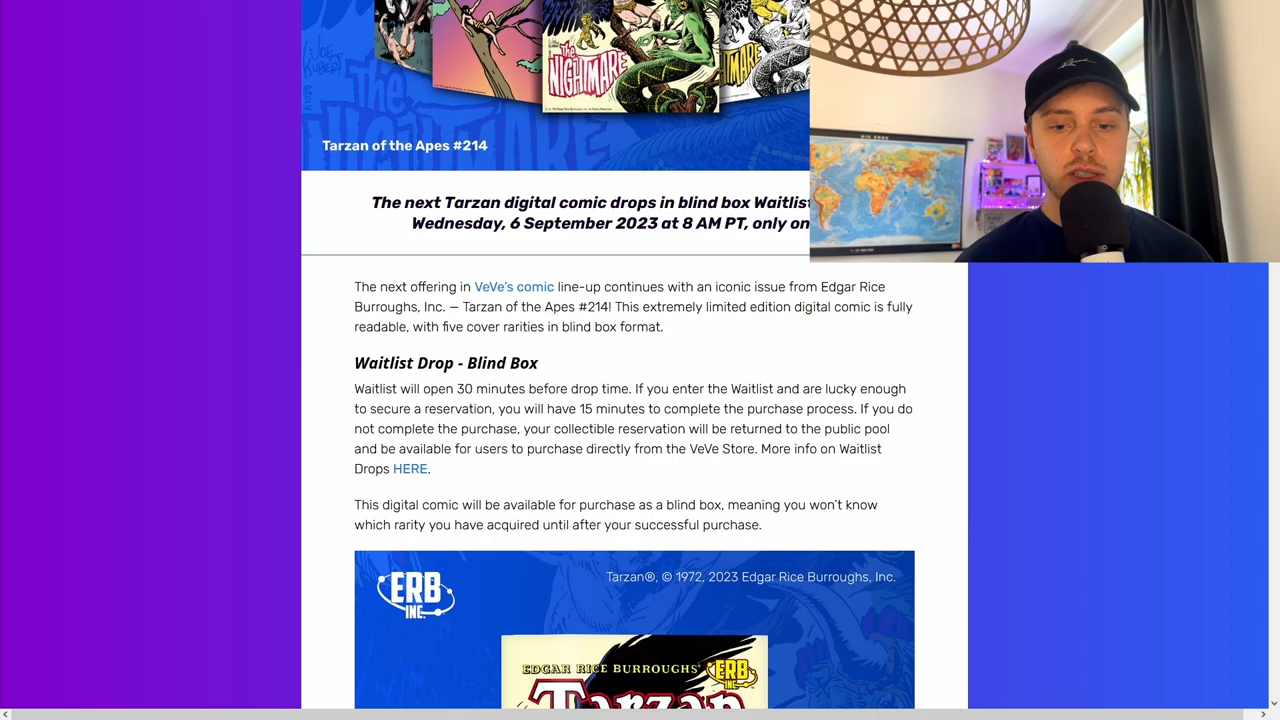 The
NIGHTMARE
Tarzan of the Apes #214
The next Tarzan digital comic drops in blind box Waitlist
Wednesday, 6 September 2023 at 8 AM PT, only on
The next offering in VeVe’s comic line-up continues with an iconic issue from Edgar Rice
Burroughs, Inc. — Tarzan of the Apes #214! This extremely limited edition digital comic is fully
readable, with five cover rarities in blind box format.
Waitlist Drop - Blind Box
Waitlist will open 30 minutes before drop time. If you enter the Waitlist and are lucky enough
to secure a reservation, you will have 15 minutes to complete the purchase process. If you do
not complete the purchase, your collectible reservation will be returned to the public pool
and be available for users to purchase directly from the VeVe Store. More info on Waitlist
Drops HERE.
This digital comic will be available for purchase as a blind box, meaning you won’t know
which rarity you have acquired until after your successful purchase.
ERB
INC.
Tarzan®, © 1972, 2023 Edgar Rice Burroughs, Inc.
EDGAR RICE BURROUGHS'
ERB
INC
Tarzan
DIE ERDE